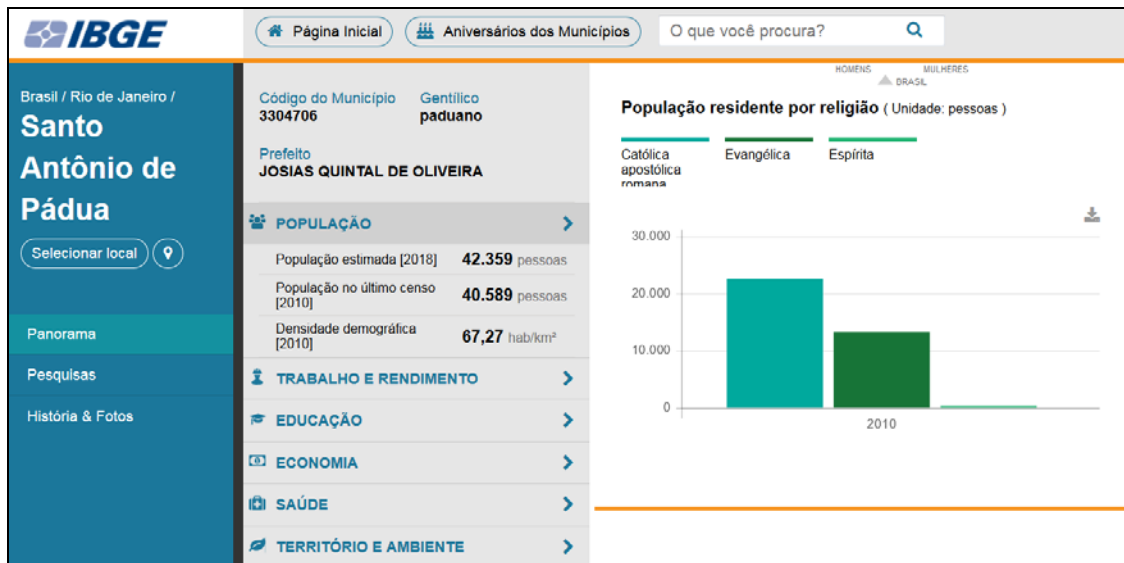 IBGE
Página Inicial
Aniversários dos Municípios
O que você procura?
Brasil / Rio de Janeiro /
Santo
Antônio de
Pádua
Selecionar local
Panorama
Pesquisas
História & Fotos
Código do Município Gentílico
3304706 paduano
Prefeito
JOSIAS QUINTAL DE OLIVEIRA
POPULAÇÃO
População estimada [2018] 42.359 pessoas
População no último censo
[2010] 40.589 pessoas
Densidade demográfica
[2010] 67,27 hab/km²
TRABALHO E RENDIMENTO
EDUCAÇÃO
ECONOMIA
SAÚDE
TERRITÓRIO E AMBIENTE
HOMENS MULHERES
BRASIL
População residente por religião ( Unidade: pessoas )
Católica Evangélica Espírita
apostólica
romana
30.000
20.000
10.000
0
2010